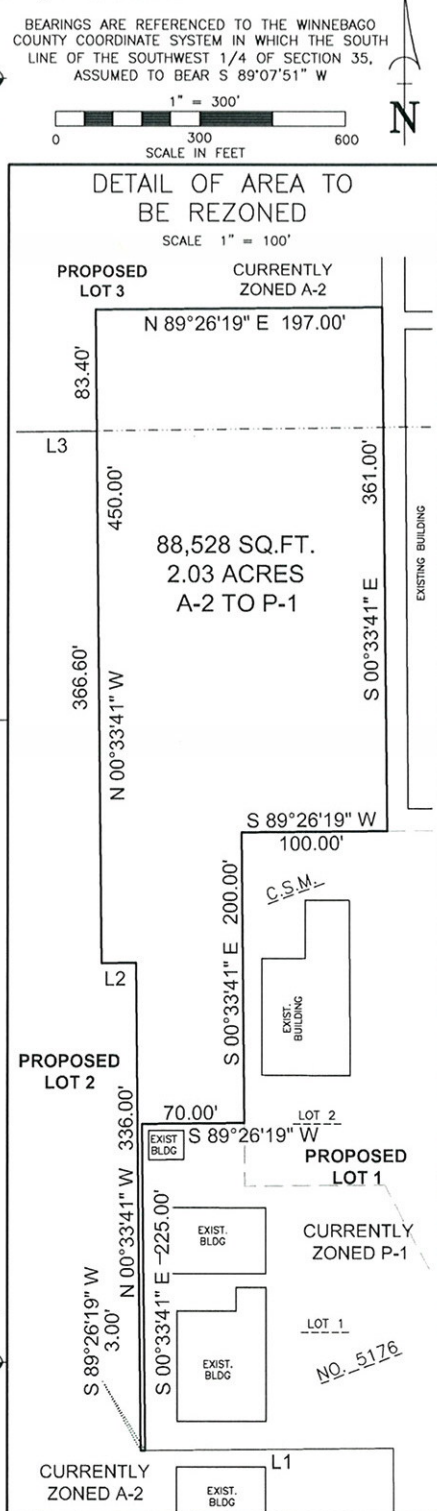 BEARINGS ARE REFERENCED TO THE WINNEBAGO
COUNTY COORDINATE SYSTEM IN WHICH THE SOUTH
LINE OF THE SOUTHWEST 1/4 OF SECTION 35,
ASSUMED TO BEAR S 89°07'51" W
1" = 300'
0 300 600
SCALE IN FEET
N
DETAIL OF AREA TO
BE REZONED
SCALE 1" = 100'
PROPOSED
LOT 3
CURRENTLY
ZONED A-2
N 89°26'19" E 197.00'
83.40'
L3
450.00'
361.00'
EXISTING BUILDING
88,528 SQ.FT.
2.03 ACRES
A-2 TO P-1
S 00°33'41" E
366.60'
N 00°33'41" W
S 89°26'19" W
100.00'
200.00'
C.S.M.
S 00°33'41" E
EXIST.
BUILDING
L2
PROPOSED
LOT 2
70.00'
S 89°26'19" W
LOT 2
336.00'
EXIST
BLDG
PROPOSED
LOT 1
N 00°33'41" W
225.00'
S 00°33'41" E
EXIST.
BLDG
CURRENTLY
ZONED P-1
S 89°26'19" W
3.00'
LOT 1
EXIST.
BLDG
NO. 5176
L1
CURRENTLY
ZONED A-2
EXIST.
BLDG